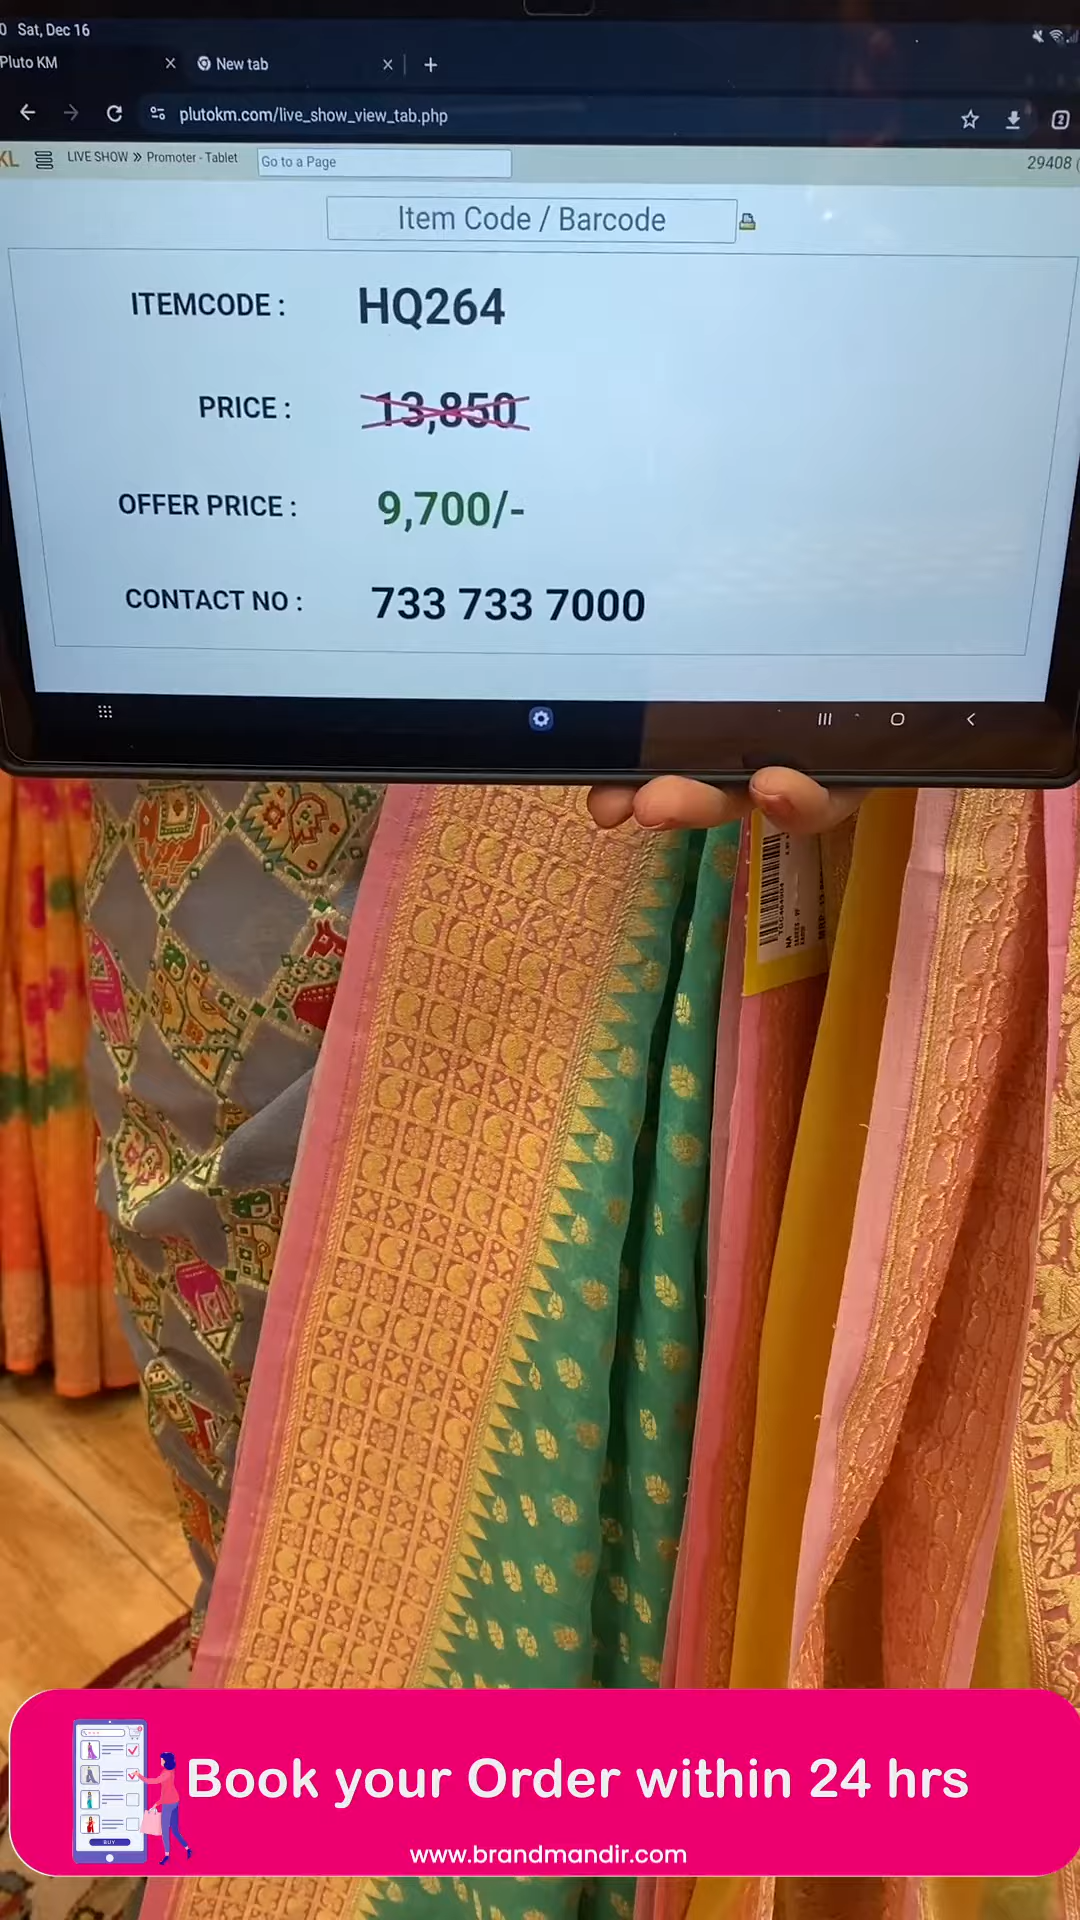 Sat, Dec 16
Pluto KM
New tab
plutokm.com/live_show_view_tab.php
KL LIVE SHOW » Promoter - Tablet Go to a Page 29408
Item Code / Barcode
ITEMCODE : HQ264
PRICE : 13,850
OFFER PRICE : 9,700/-
CONTACT NO : 733 733 7000
Book your Order within 24 hrs
BUY
www.brandmandir.com